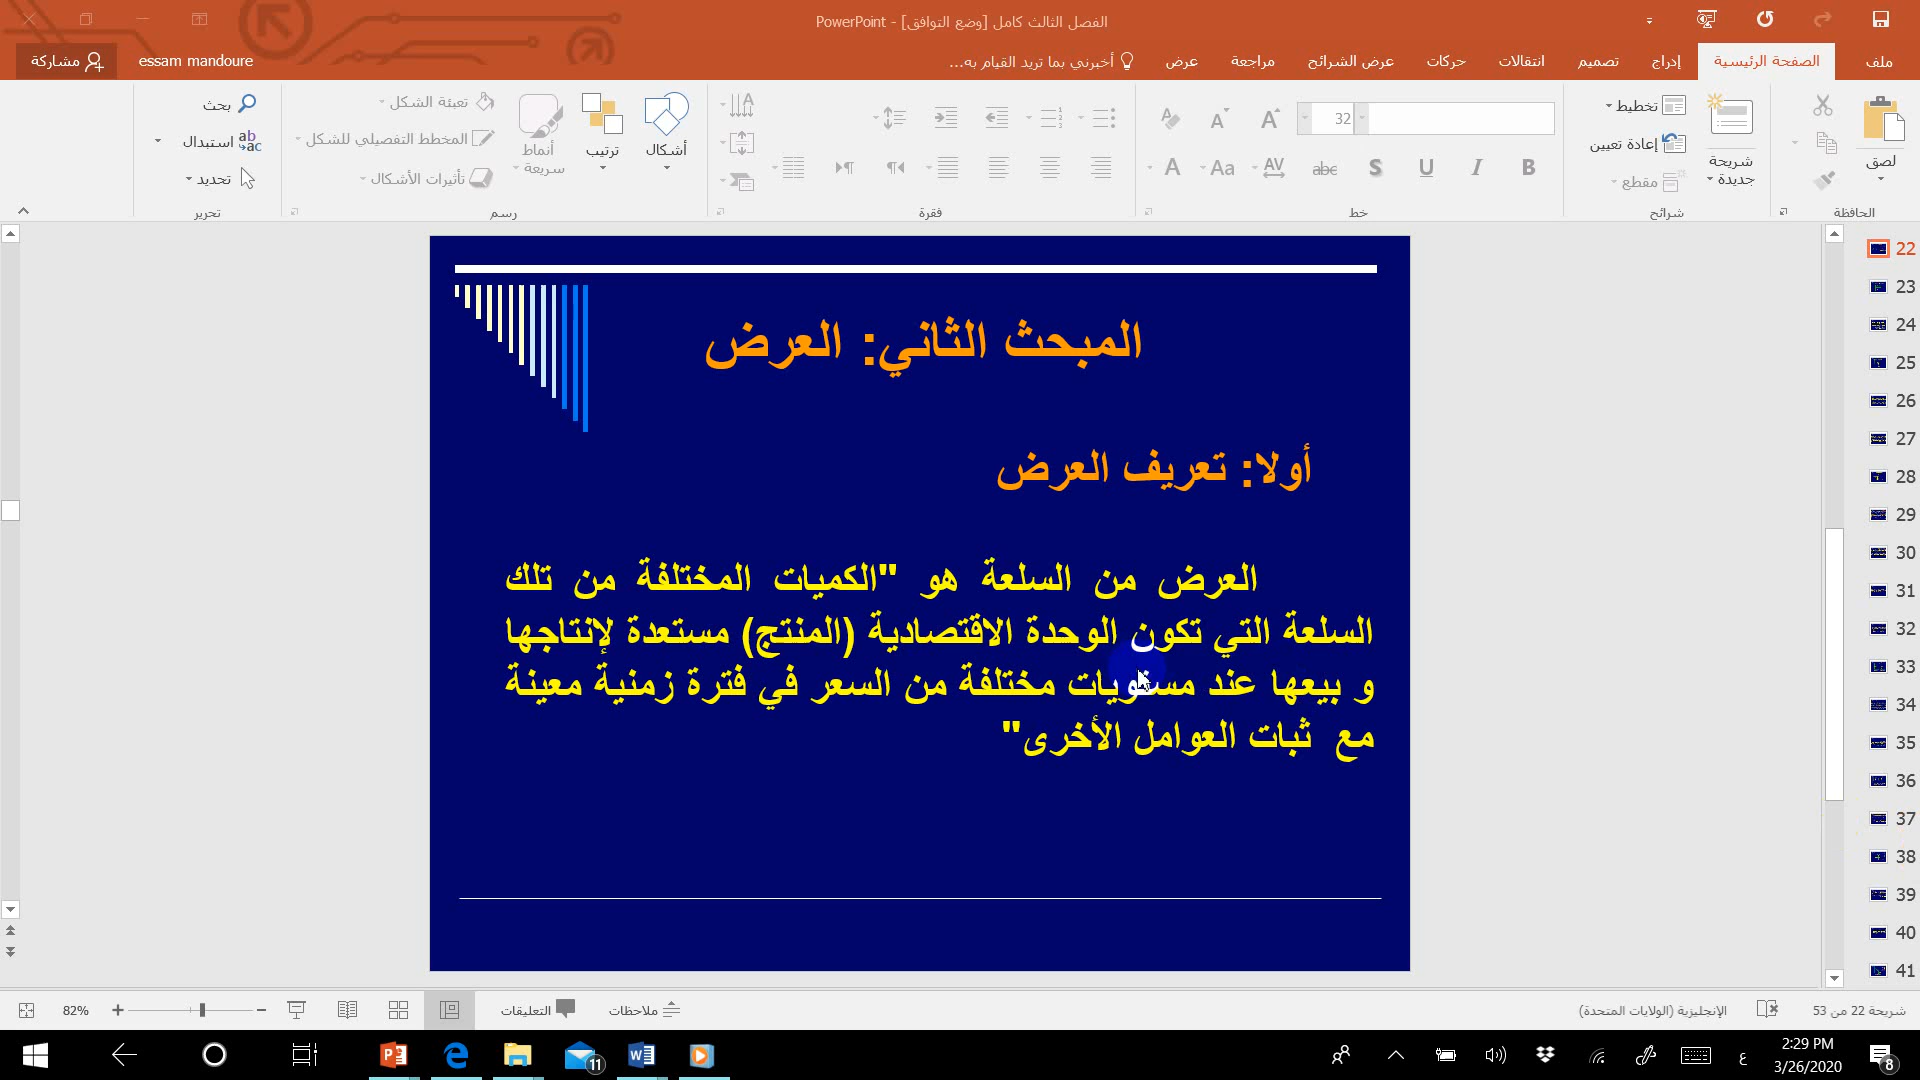 الفصل الثالث كامل [وضع التوافق] - PowerPoint
ملف
الصفحة الرئيسية
إدراج
تصميم
انتقالات
حركات
عرض الشرائح
مراجعة
عرض
أخبرني بما تريد القيام به...
essam mandoure
مشاركة
لصق
الحافظة
شريحة
جديدة
تخطيط
إعادة تعيين
مقطع
شرائح
32
خط
فقرة
أشكال
ترتيب
أنماط
سريعة
تعبئة الشكل
المخطط التفصيلي للشكل
تأثيرات الأشكال
رسم
بحث
استبدال
تحديد
تحرير
المبحث الثاني: العرض
أولا: تعريف العرض
العرض من السلعة هو "الكميات المختلفة من تلك
السلعة التي تكون الوحدة الاقتصادية (المنتج) مستعدة لإنتاجها
و بيعها عند مستويات مختلفة من السعر في فترة زمنية معينة
مع ثبات العوامل الأخرى"
22
23
24
25
26
27
28
29
30
31
32
33
34
35
36
37
38
39
40
41
شريحة 22 من 53
الإنجليزية (الولايات المتحدة)
ملاحظات
التعليقات
82%
11
ع
2:29 PM
3/26/2020
8